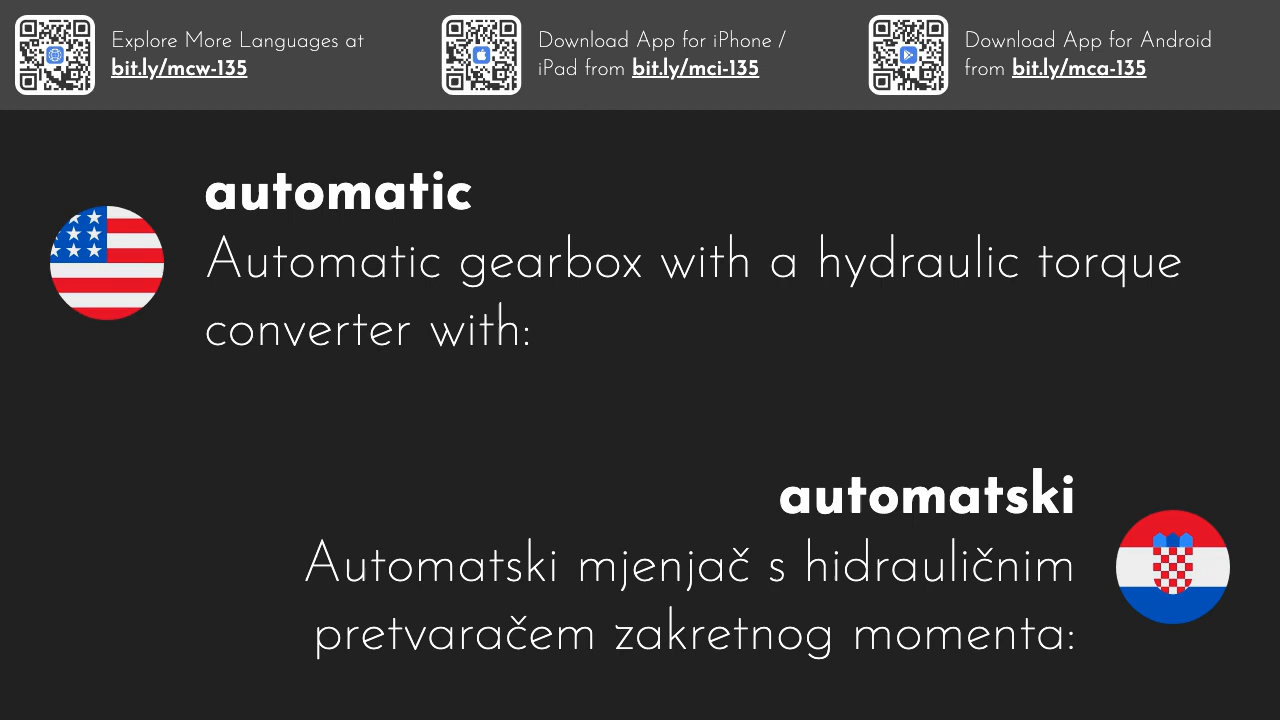 Explore More Languages at
bit.ly/mcw-135
Download App for iPhone /
iPad from bit.ly/mci-135
Download App for Android
from bit.ly/mca-135
automatic
Automatic gearbox with a hydraulic torque
converter with:
automatski
Automatski mjenjač s hidrauličnim
pretvaračem zakretnog momenta: